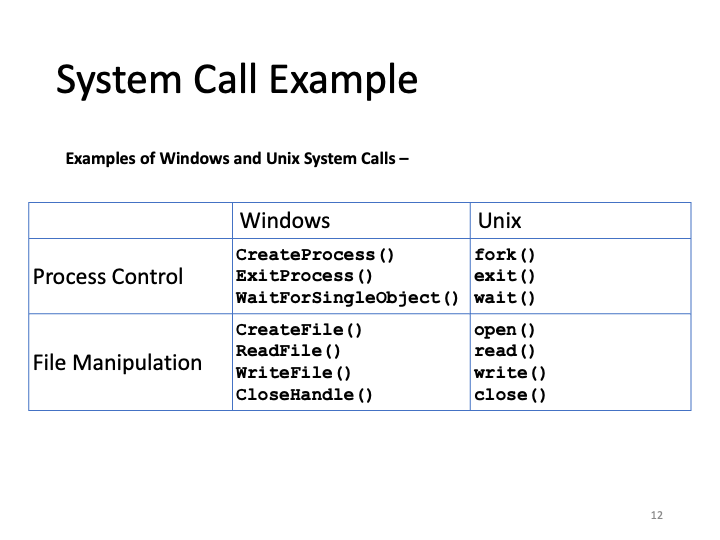 System Call Example
Examples of Windows and Unix System Calls –
Windows Unix
Process Control
CreateProcess() fork()
ExitProcess() exit()
WaitForSingleObject() wait()
File Manipulation
CreateFile() open()
ReadFile() read()
WriteFile() write()
CloseHandle() close()
12